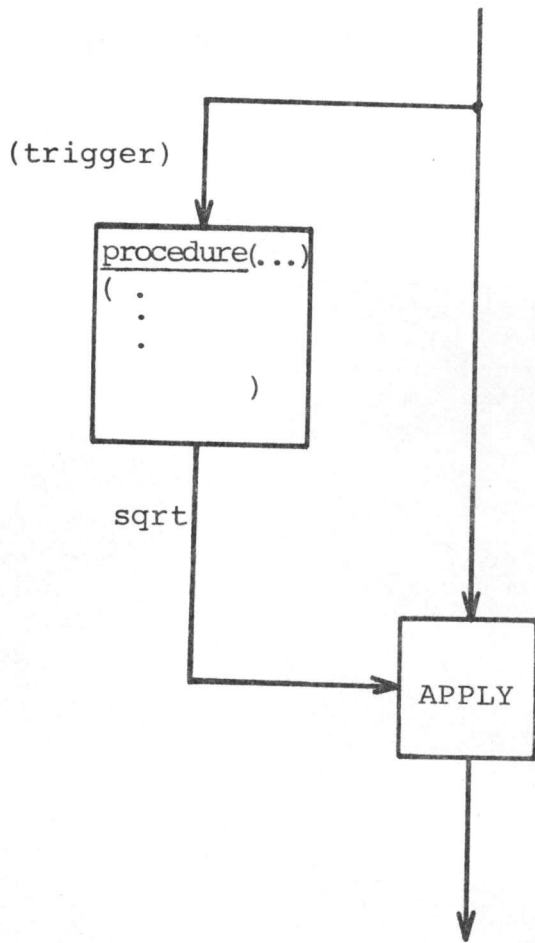 (trigger)
procedure(...)
( .
.
.
)
sqrt
APPLY